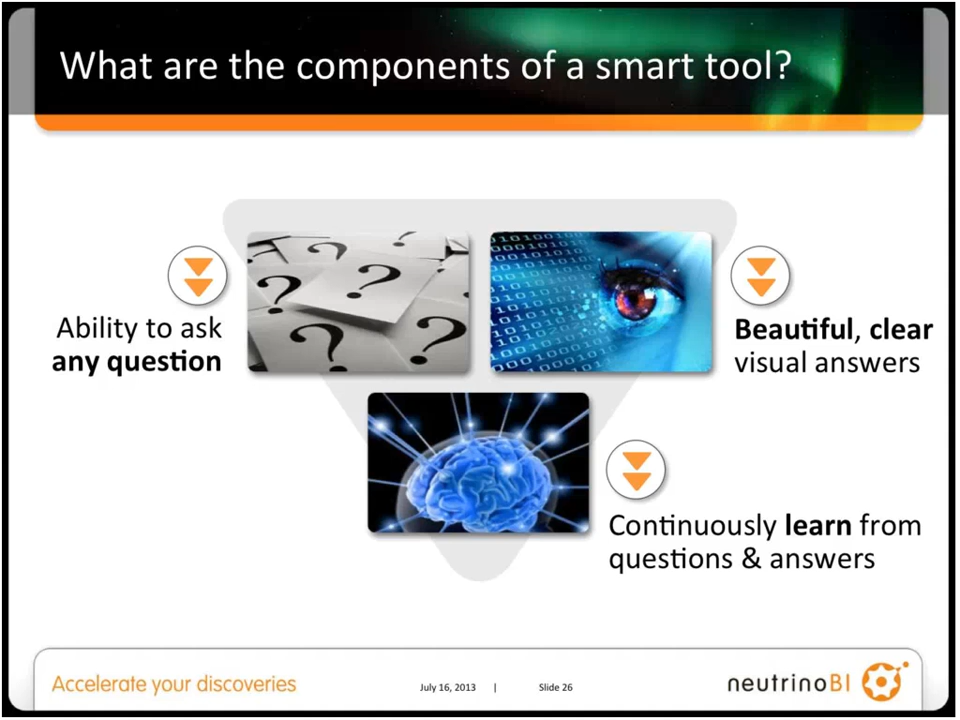 What are the components of a smart tool?
Ability to ask
any question
Beautiful, clear
visual answers
Continuously learn from
questions & answers
Accelerate your discoveries
July 16, 2013 | Slide 26
neutrinoBI